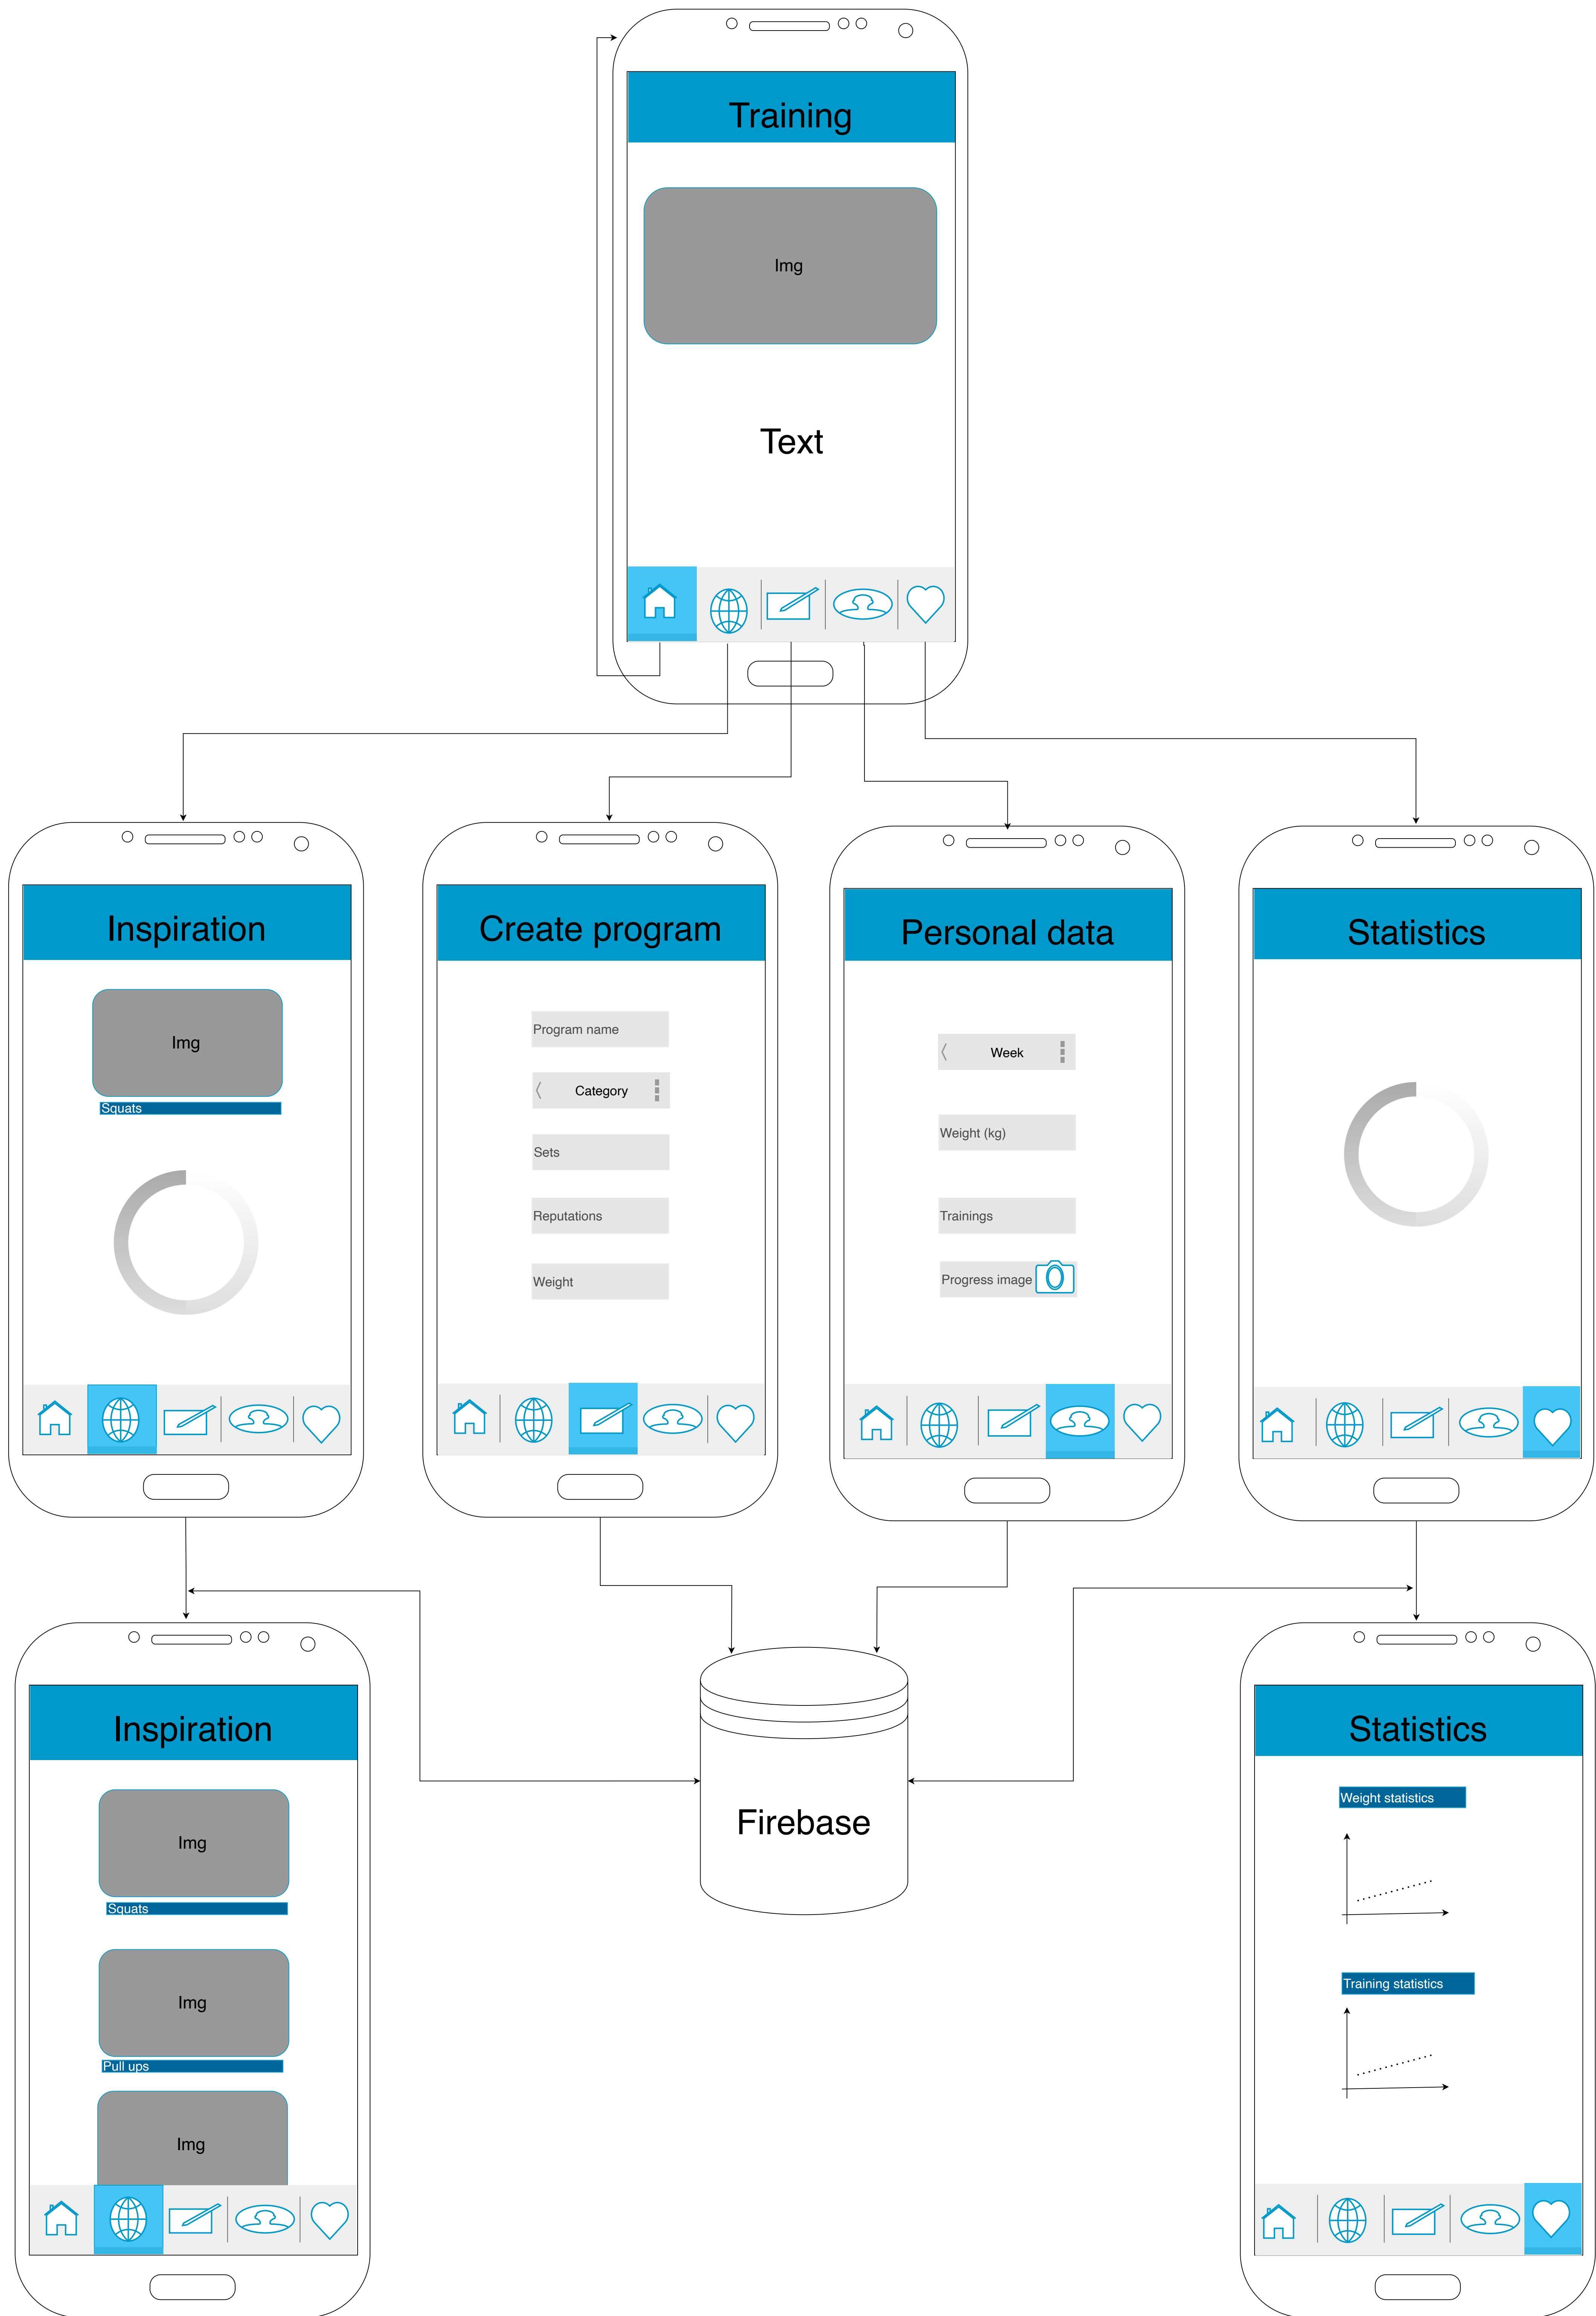 Training
Img
Text
Inspiration
Img
Squats
Create program
Program name
Category
Sets
Reputations
Weight
Personal data
Week
Weight (kg)
Trainings
Progress image
Statistics
Inspiration
Img
Squats
Img
Pull ups
Img
Firebase
Statistics
Weight statistics
Training statistics